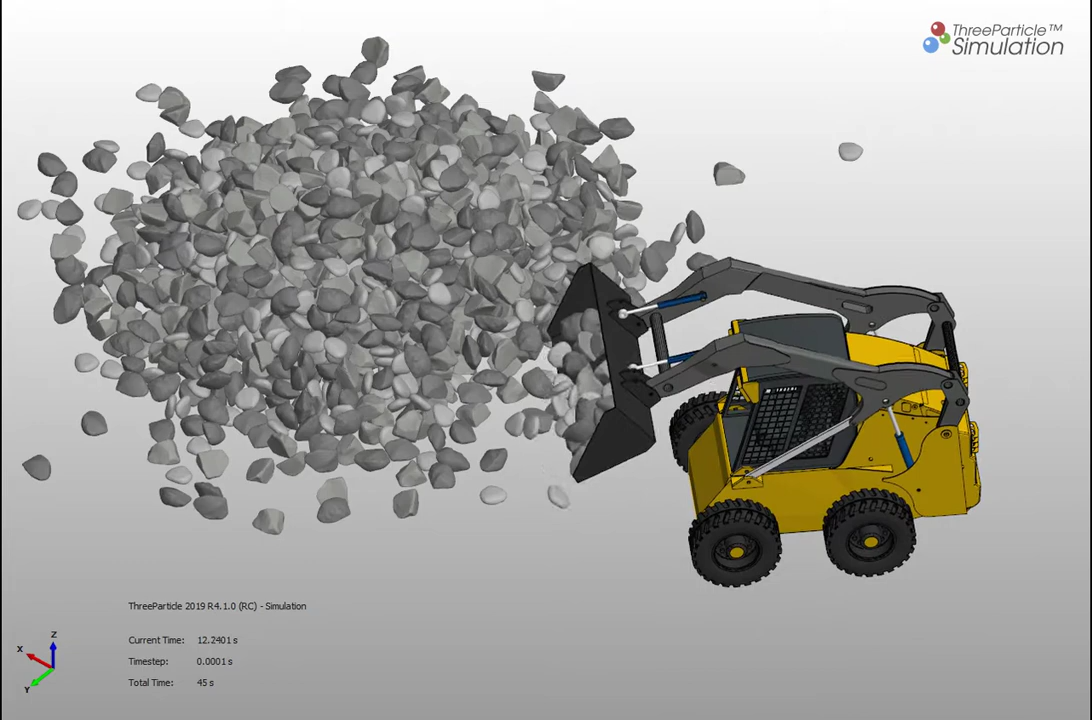 ThreeParticle™
Simulation
ThreeParticle 2019 R4.1.0 (RC) - Simulation
Current Time: 12.2401 s
Timestep: 0.0001 s
Total Time: 45 s
Z
X
Y